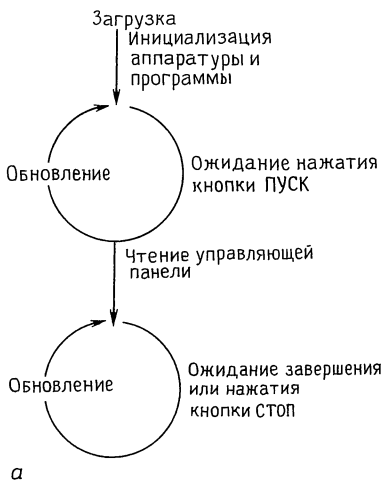 Загрузка
Инициализация
аппаратуры и
программы
Обновление
Ожидание нажатия
кнопки ПУСК
Чтение управляющей
панели
Обновление
Ожидание завершения
или нажатия
кнопки СТОП
а